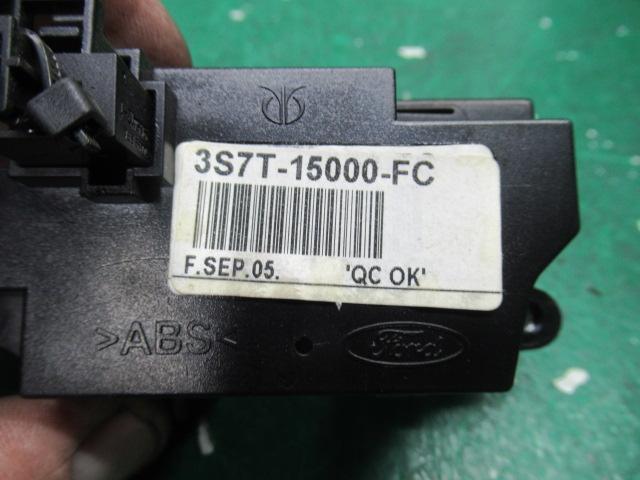 3S7T-15000-FC
F.SEP.05. 'QC OK'
>ABS<
Ford